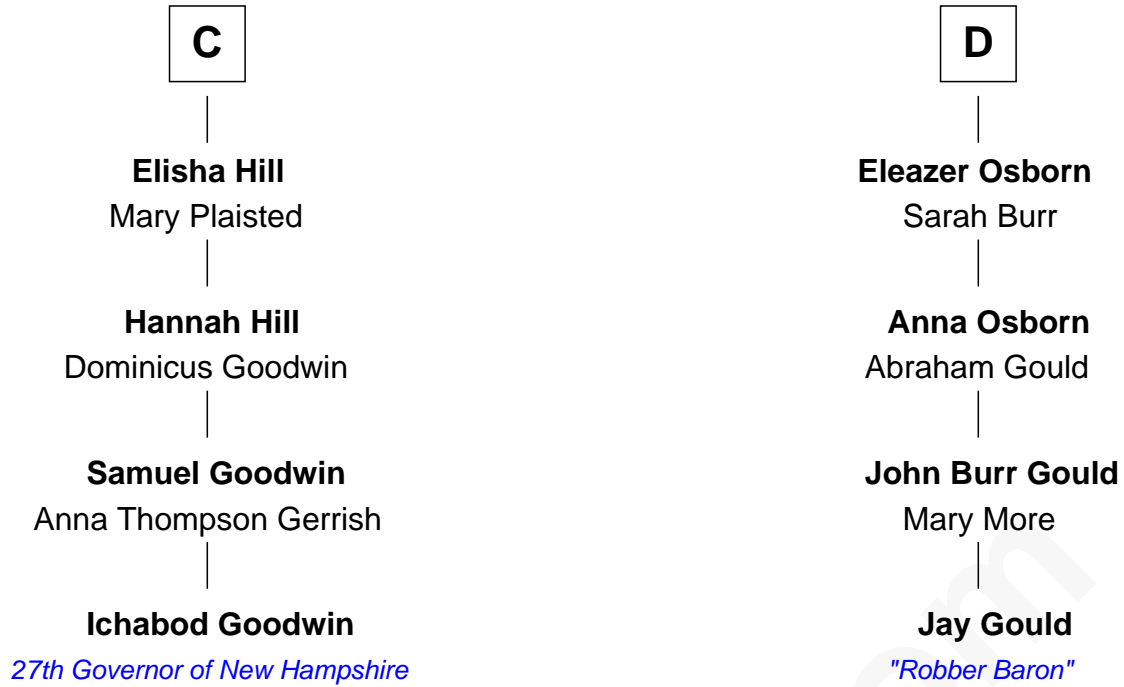 C
Elisha Hill
Mary Plaisted
Hannah Hill
Dominicus Goodwin
Samuel Goodwin
Anna Thompson Gerrish
Ichabod Goodwin
27th Governor of New Hampshire
D
Eleazer Osborn
Sarah Burr
Anna Osborn
Abraham Gould
John Burr Gould
Mary More
Jay Gould
"Robber Baron"
om